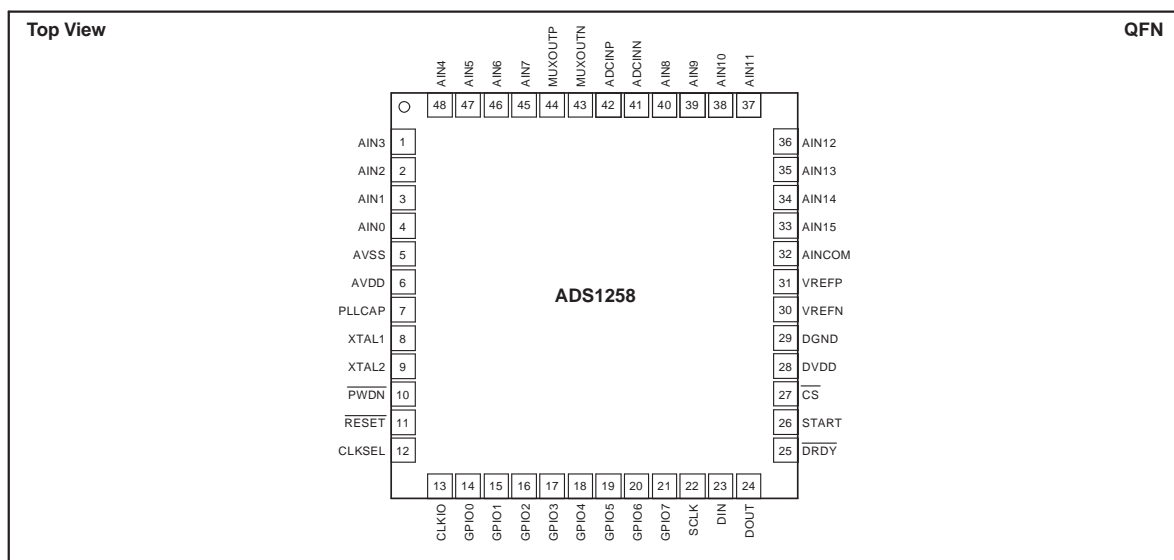 Top View
QFN
AIN4
AIN5
AIN6
AIN7
MUXOUTP
MUXOUTN
ADCINP
ADCINN
AIN8
AIN9
AIN10
AIN11
48 47 46 45 44 43 42 41 40 39 38 37
AIN3 1
AIN2 2
AIN1 3
AIN0 4
AVSS 5
AVDD 6
PLLCAP 7
XTAL1 8
XTAL2 9
PWDN 10
RESET 11
CLKSEL 12
ADS1258
36 AIN12
35 AIN13
34 AIN14
33 AIN15
32 AINCOM
31 VREFP
30 VREFN
29 DGND
28 DVDD
27 CS
26 START
25 DRDY
13 14 15 16 17 18 19 20 21 22 23 24
CLKIO
GPIO0
GPIO1
GPIO2
GPIO3
GPIO4
GPIO5
GPIO6
GPIO7
SCLK
DIN
DOUT